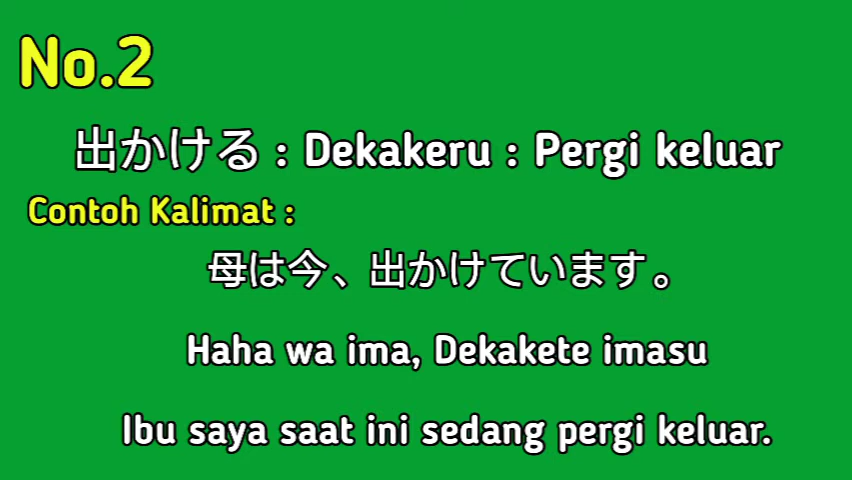 No.2
出かける : Dekakeru : Pergi keluar
Contoh Kalimat :
母は今、出かけています。
Haha wa ima, Dekakete imasu
Ibu saya saat ini sedang pergi keluar.